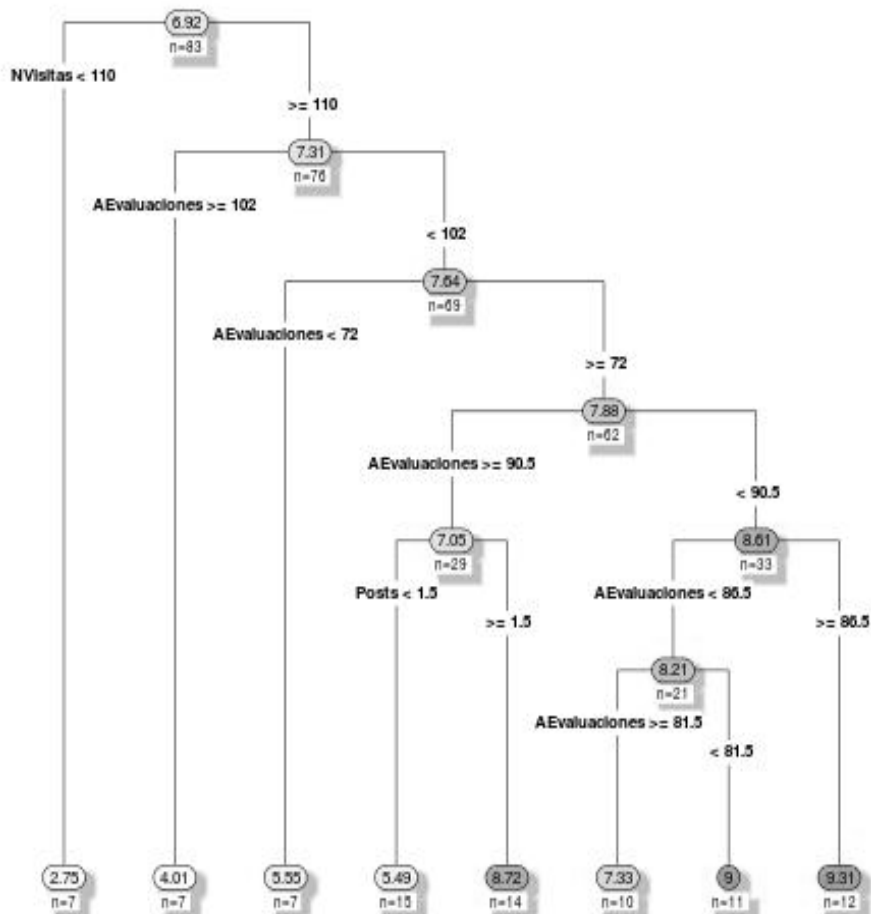 6.92
n=83
NVisitas < 110
>= 110
7.31
n=76
AEvaluaciones >= 102
< 102
7.64
n=69
AEvaluaciones < 72
>= 72
7.88
n=62
AEvaluaciones >= 90.5
< 90.5
7.05
n=29
8.61
n=33
Posts < 1.5
>= 1.5
AEvaluaciones < 86.5
>= 86.5
8.21
n=21
AEvaluaciones >= 81.5
< 81.5
2.75
n=7
4.01
n=7
5.55
n=7
5.49
n=15
8.72
n=14
7.33
n=10
9
n=11
9.31
n=12